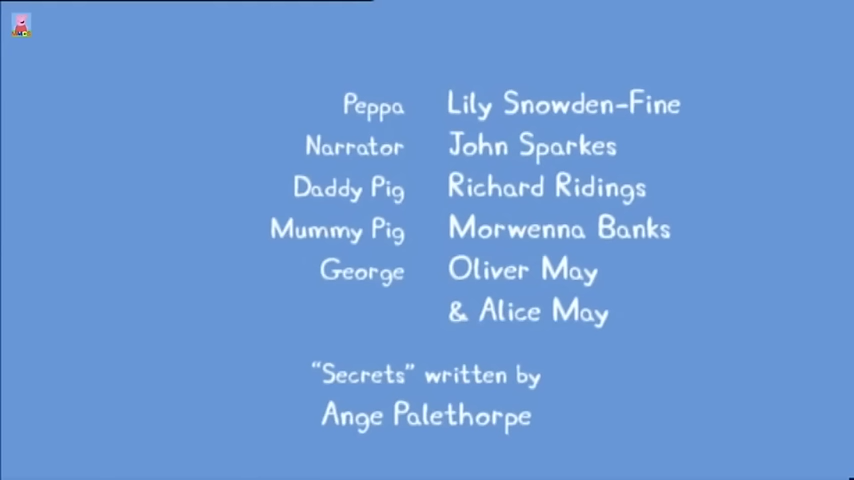 Peppa Lily Snowden-Fine
Narrator John Sparkes
Daddy Pig Richard Ridings
Mummy Pig Morwenna Banks
George Oliver May
& Alice May
"Secrets" written by
Ange Palethorpe